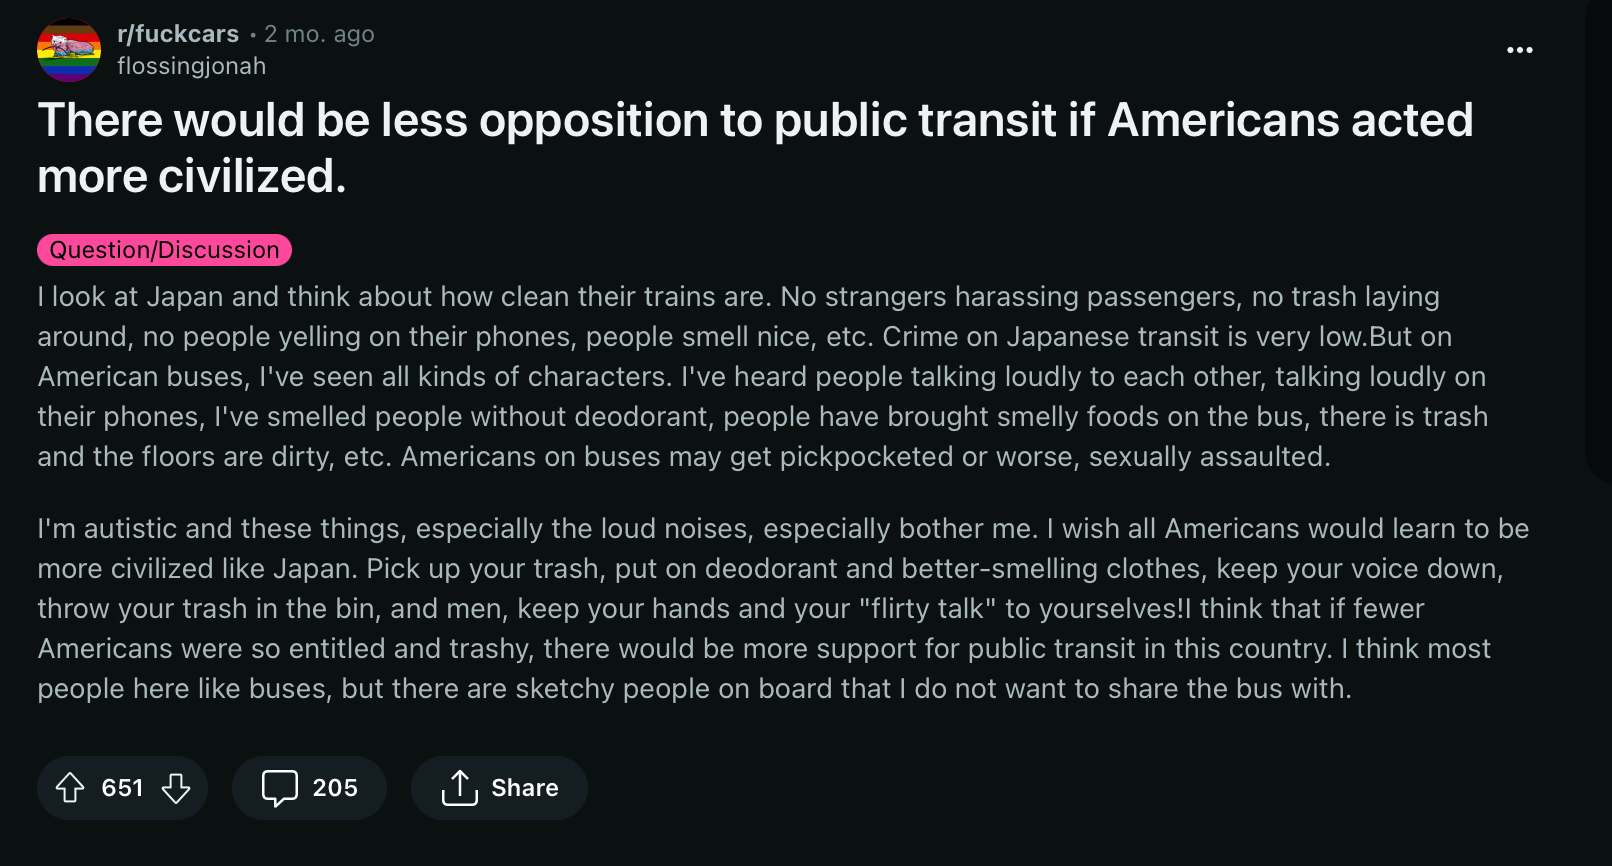 r/fuckcars • 2 mo. ago
flossingjonah
There would be less opposition to public transit if Americans acted
more civilized.
Question/Discussion
I look at Japan and think about how clean their trains are. No strangers harassing passengers, no trash laying
around, no people yelling on their phones, people smell nice, etc. Crime on Japanese transit is very low.But on
American buses, I've seen all kinds of characters. I've heard people talking loudly to each other, talking loudly on
their phones, I've smelled people without deodorant, people have brought smelly foods on the bus, there is trash
and the floors are dirty, etc. Americans on buses may get pickpocketed or worse, sexually assaulted.
I'm autistic and these things, especially the loud noises, especially bother me. I wish all Americans would learn to be
more civilized like Japan. Pick up your trash, put on deodorant and better-smelling clothes, keep your voice down,
throw your trash in the bin, and men, keep your hands and your "flirty talk" to yourselves!I think that if fewer
Americans were so entitled and trashy, there would be more support for public transit in this country. I think most
people here like buses, but there are sketchy people on board that I do not want to share the bus with.
651 205 Share